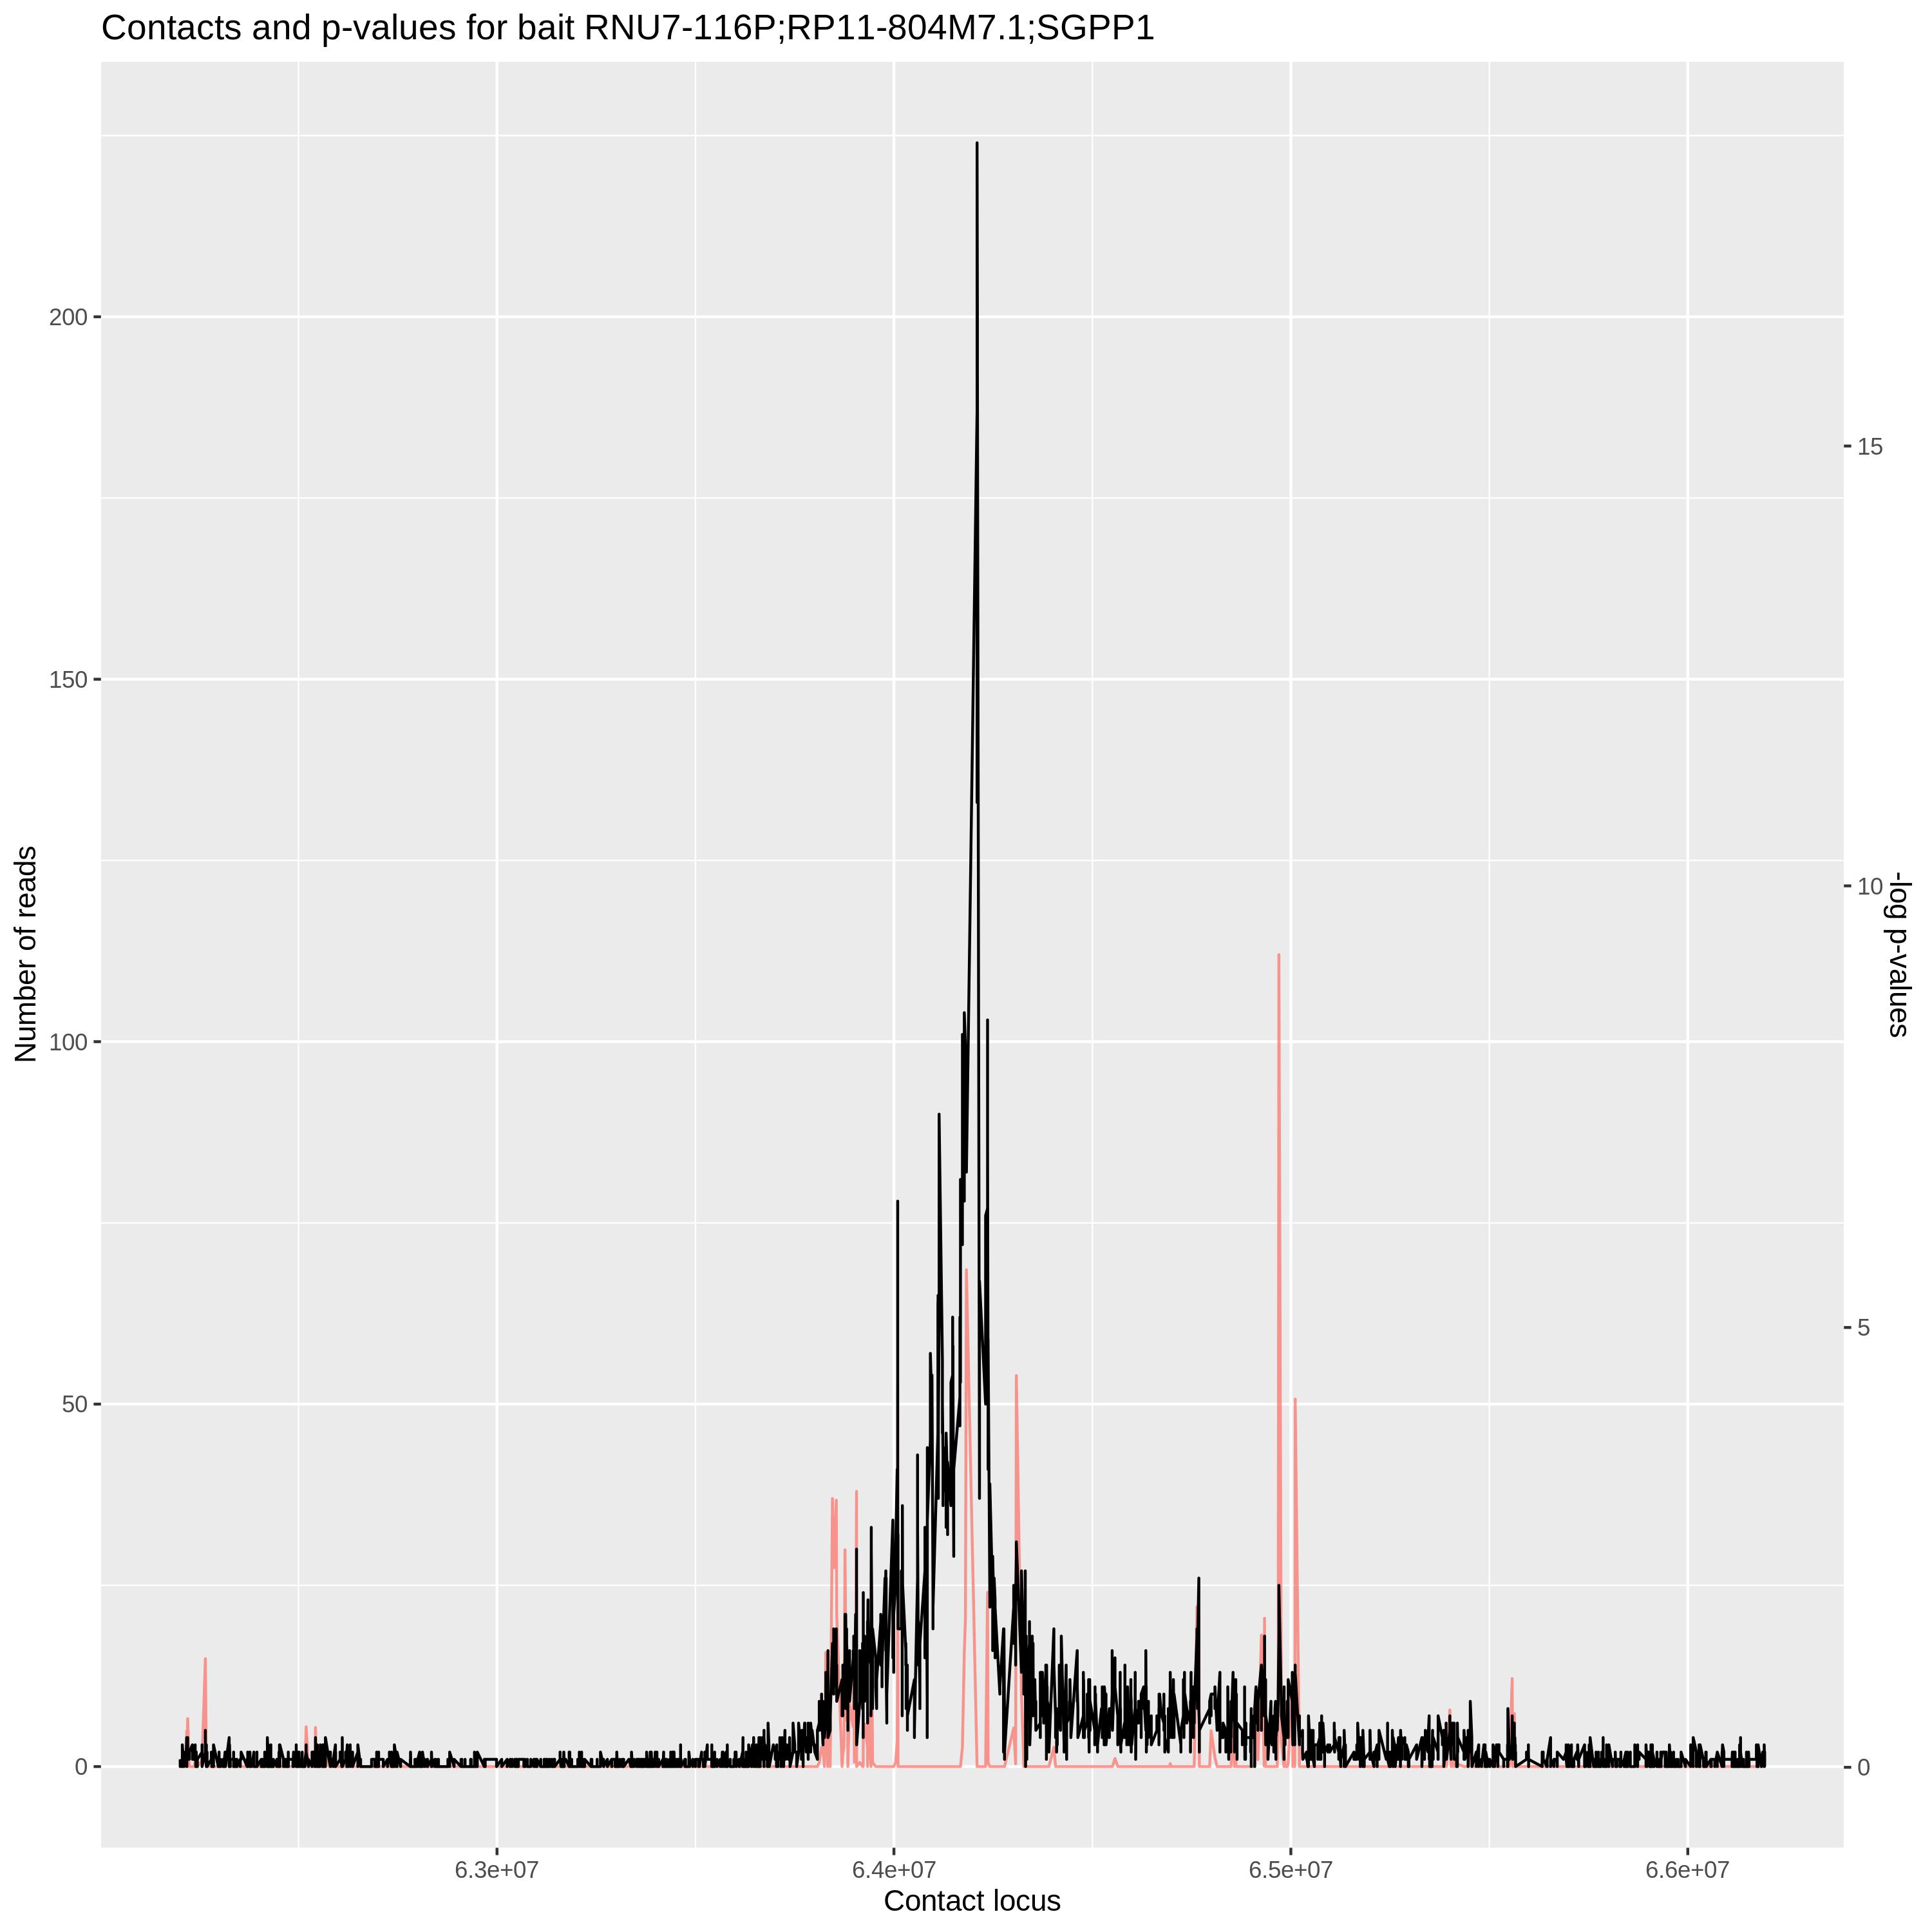 Contacts and p-values for bait RNU7-116P;RP11-804M7.1;SGPP1
200
150
100
50
0
Number of reads
15
10
5
0
-log p-values
6.3e+07
6.4e+07
6.5e+07
6.6e+07
Contact locus